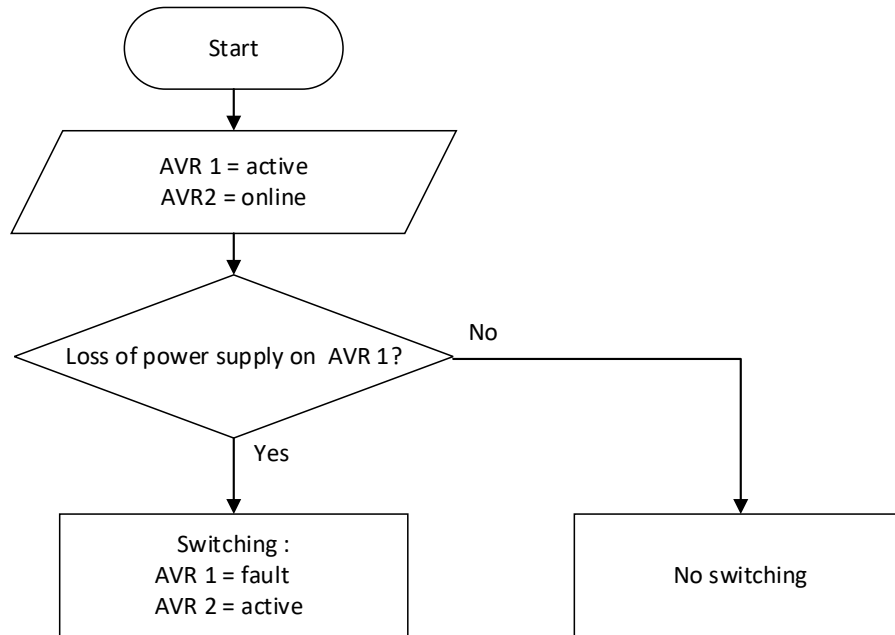 Start
AVR 1 = active
AVR2 = online
Loss of power supply on AVR 1?
No
Yes
Switching :
AVR 1 = fault
AVR 2 = active
No switching